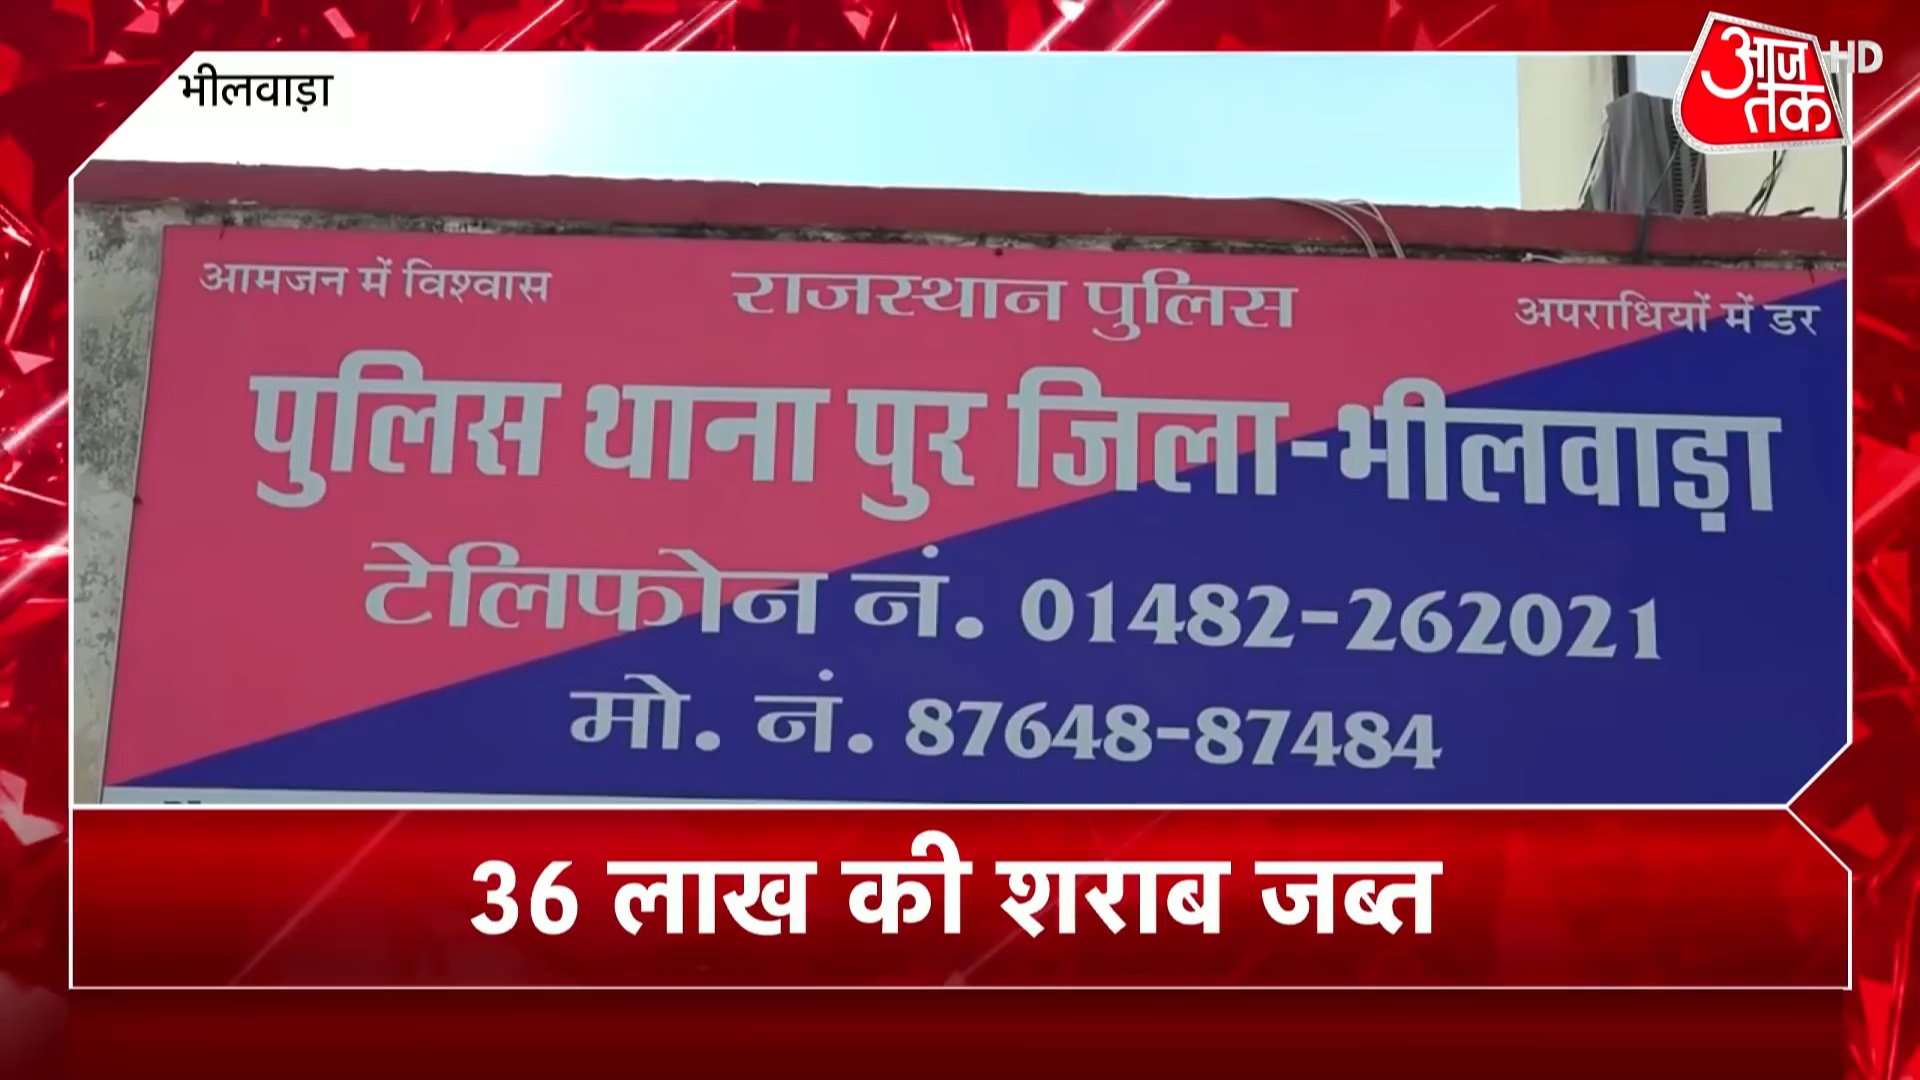 भीलवाड़ा
आज तक HD
आमजन में विश्वास राजस्थान पुलिस अपराधियों में डर
पुलिस थाना पुर जिला-भीलवाड़ा
टेलिफोन नं. 01482-262021
मो. नं. 87648-87484
36 लाख की शराब जब्त